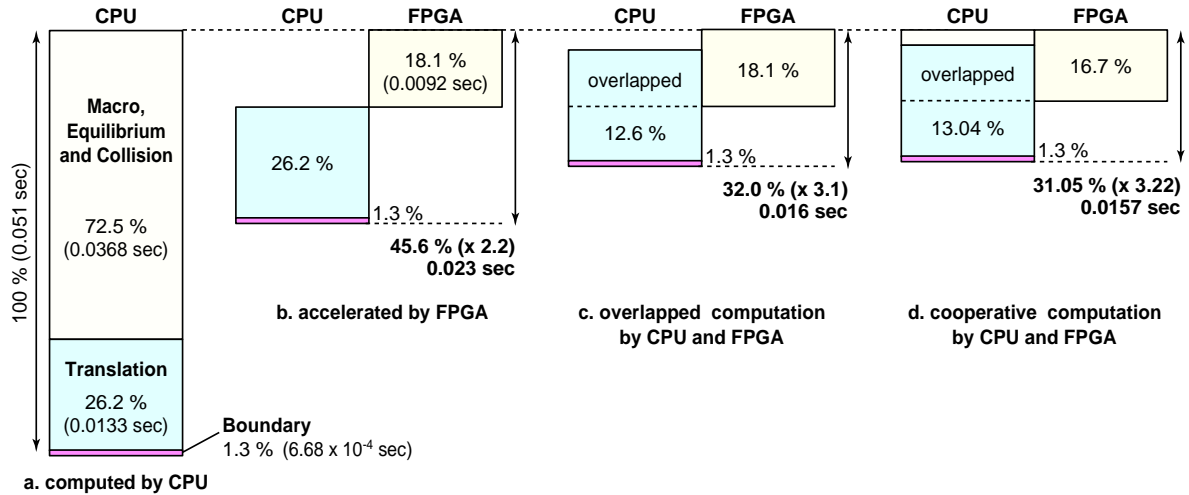 CPU CPU FPGA CPU FPGA CPU FPGA
100 % (0.051 sec)
Macro,
Equilibrium
and Collision
72.5 %
(0.0368 sec)
Translation
26.2 %
(0.0133 sec)
Boundary
1.3 % (6.68 x 10-4 sec)
a. computed by CPU
18.1 %
(0.0092 sec)
26.2 %
1.3 %
45.6 % (x 2.2)
0.023 sec
b. accelerated by FPGA
overlapped
18.1 %
12.6 %
1.3 %
32.0 % (x 3.1)
0.016 sec
c. overlapped computation
by CPU and FPGA
overlapped
16.7 %
13.04 %
1.3 %
31.05 % (x 3.22)
0.0157 sec
d. cooperative computation
by CPU and FPGA